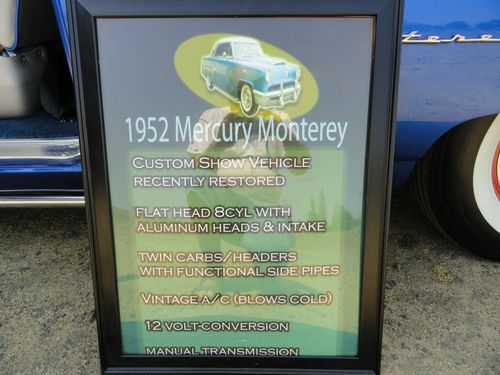 1952 Mercury Monterey
CUSTOM SHOW VEHICLE
RECENTLY RESTORED
FLAT HEAD 8CYL WITH
ALUMINUM HEADS & INTAKE
TWIN CARBS/HEADERS
WITH FUNCTIONAL SIDE PIPES
VINTAGE A/C (BLOWS COLD)
12 VOLT-CONVERSION
MANUAL TRANSMISSION